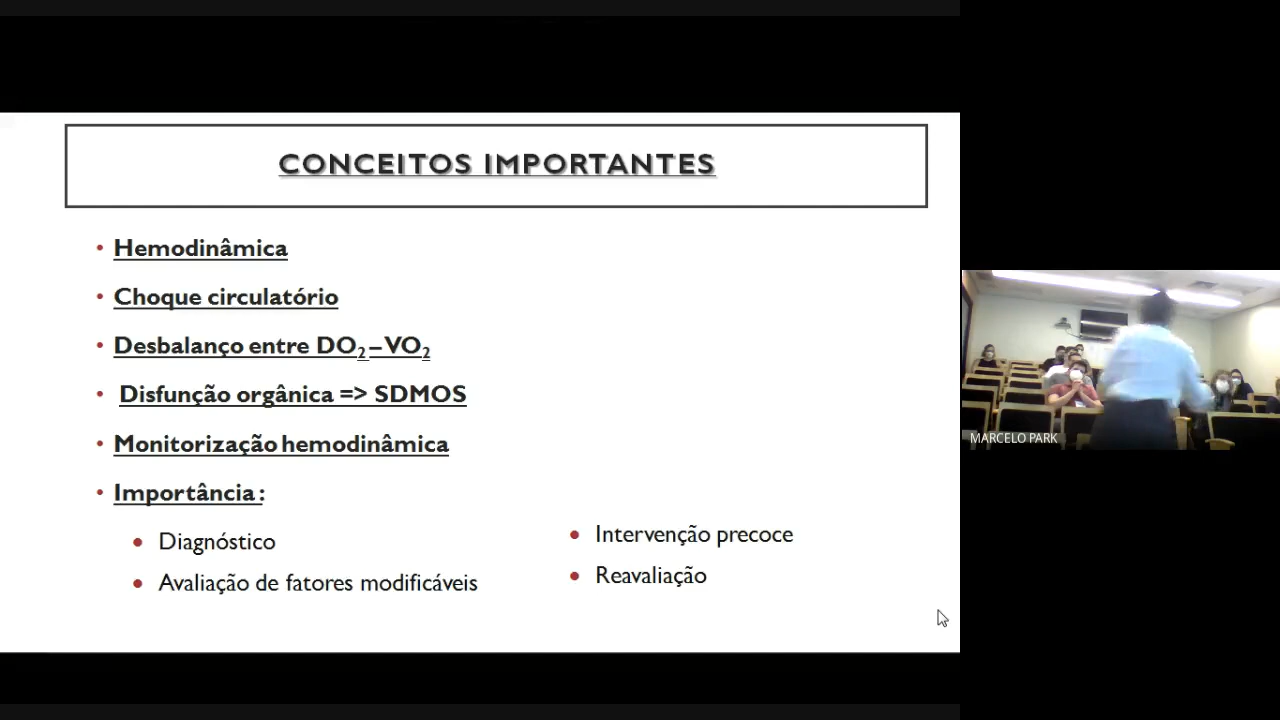 CONCEITOS IMPORTANTES
• Hemodinâmica
• Choque circulatório
• Desbalanço entre DO₂ – VO₂
• Disfunção orgânica => SDMOS
• Monitorização hemodinâmica
• Importância :
• Diagnóstico
• Avaliação de fatores modificáveis
• Intervenção precoce
• Reavaliação
MARCELO PARK